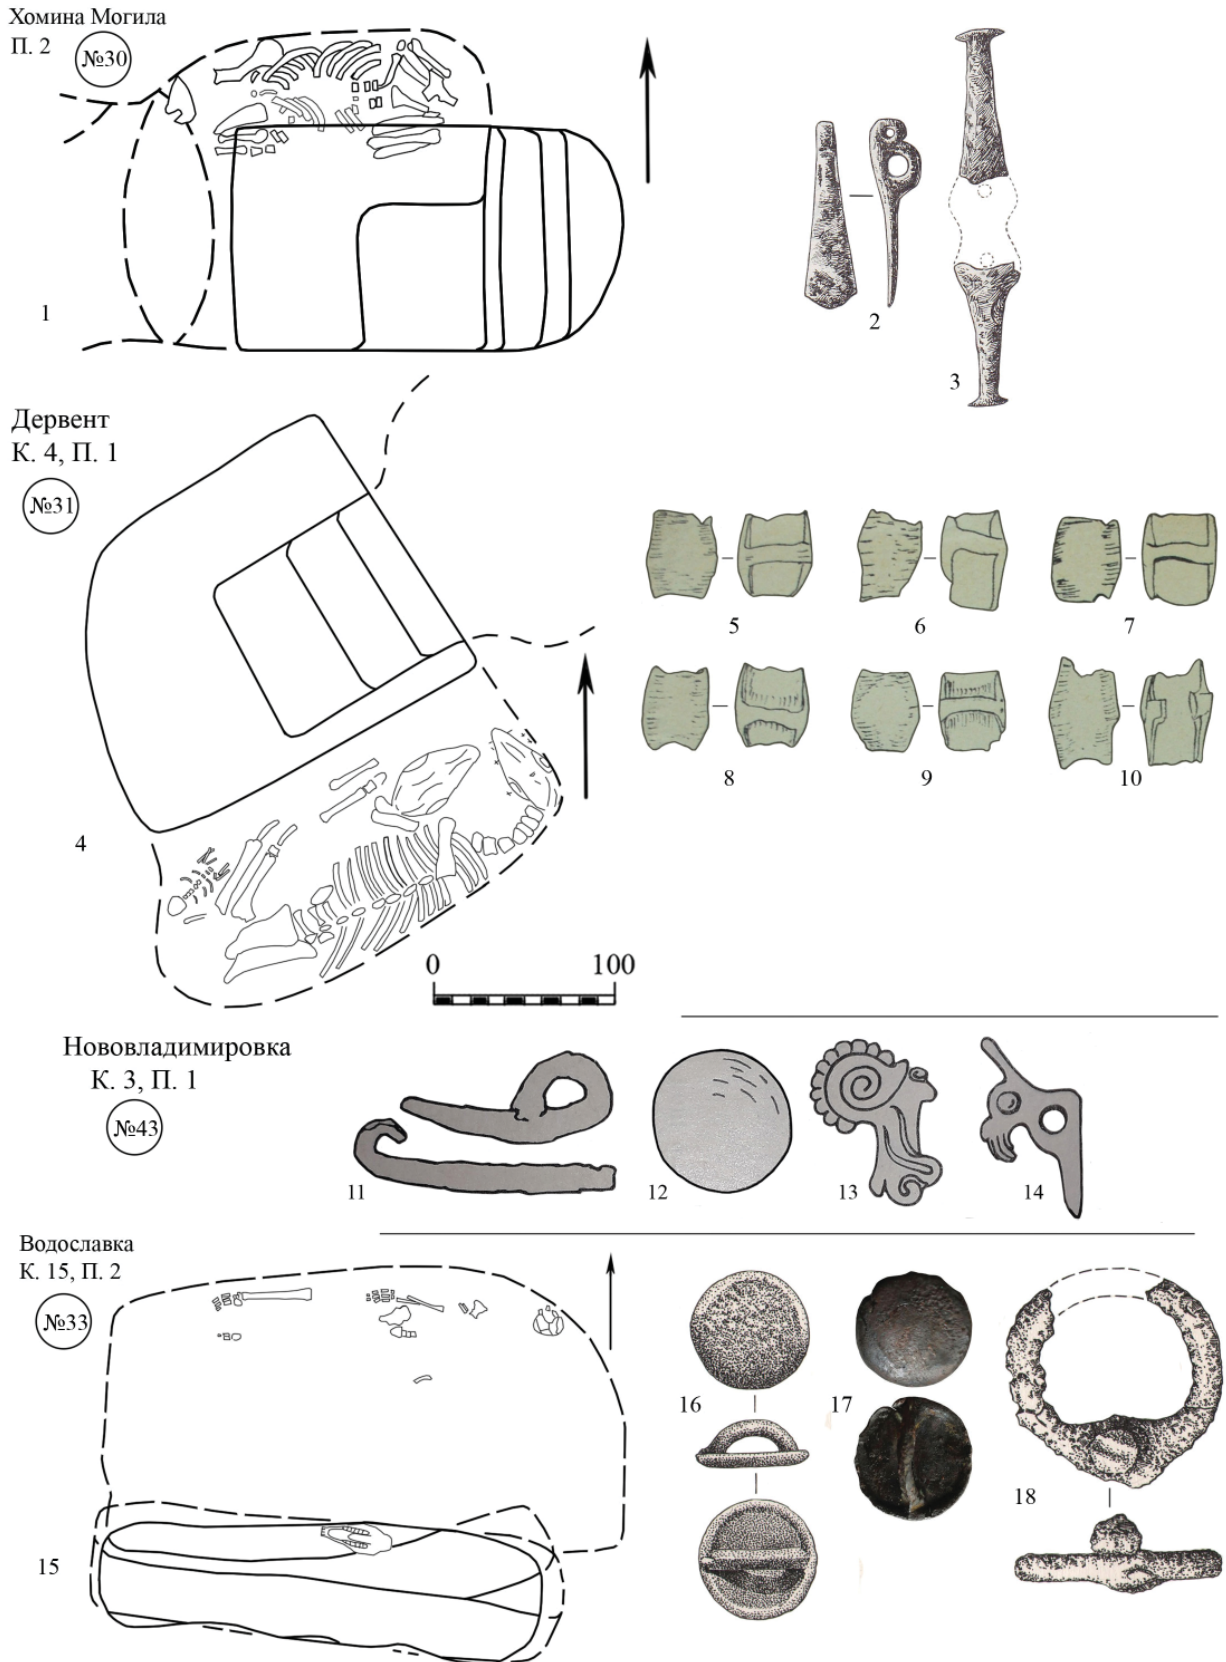 Хомина Могила
П. 2
№30
1
2
3
Дервент
К. 4, П. 1
№31
4
5
6
7
8
9
10
0 100
Нововладимировка
К. 3, П. 1
№43
11
12
13
14
Водославка
К. 15, П. 2
№33
15
16
17
18